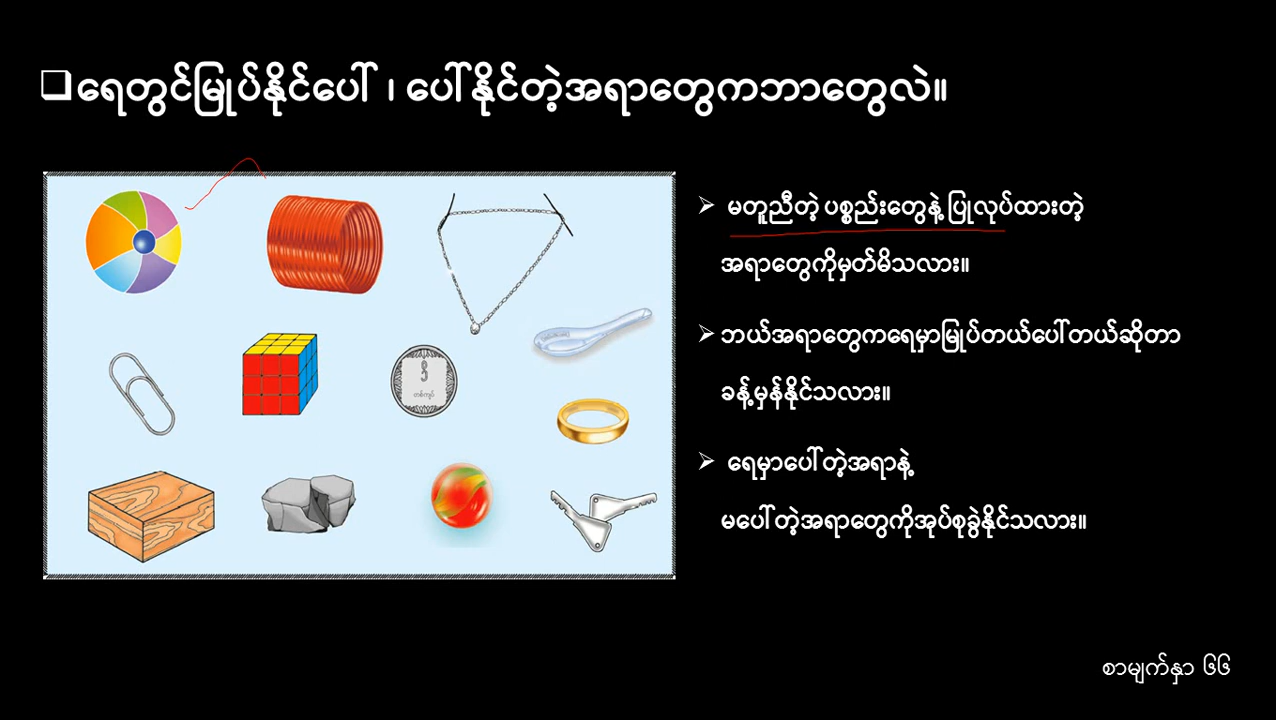 ရေတွင်မြုပ်နိုင်ပေါ် ၊ ပေါ်နိုင်တဲ့အရာတွေကဘာတွေလဲ။
မတူညီတဲ့ ပစ္စည်းတွေနဲ့ ပြုလုပ်ထားတဲ့
အရာတွေကိုမှတ်မိသလား။
ဘယ်အရာတွေကရေမှာမြုပ်တယ်ပေါ်တယ်ဆိုတာ
ခန့်မှန်နိုင်သလား။
ရေမှာပေါ်တဲ့အရာနဲ့
မပေါ်တဲ့အရာတွေကိုအုပ်စုခွဲနိုင်သလား။
၁
တစ်ကျပ်
စာမျက်နှာ ၆၆